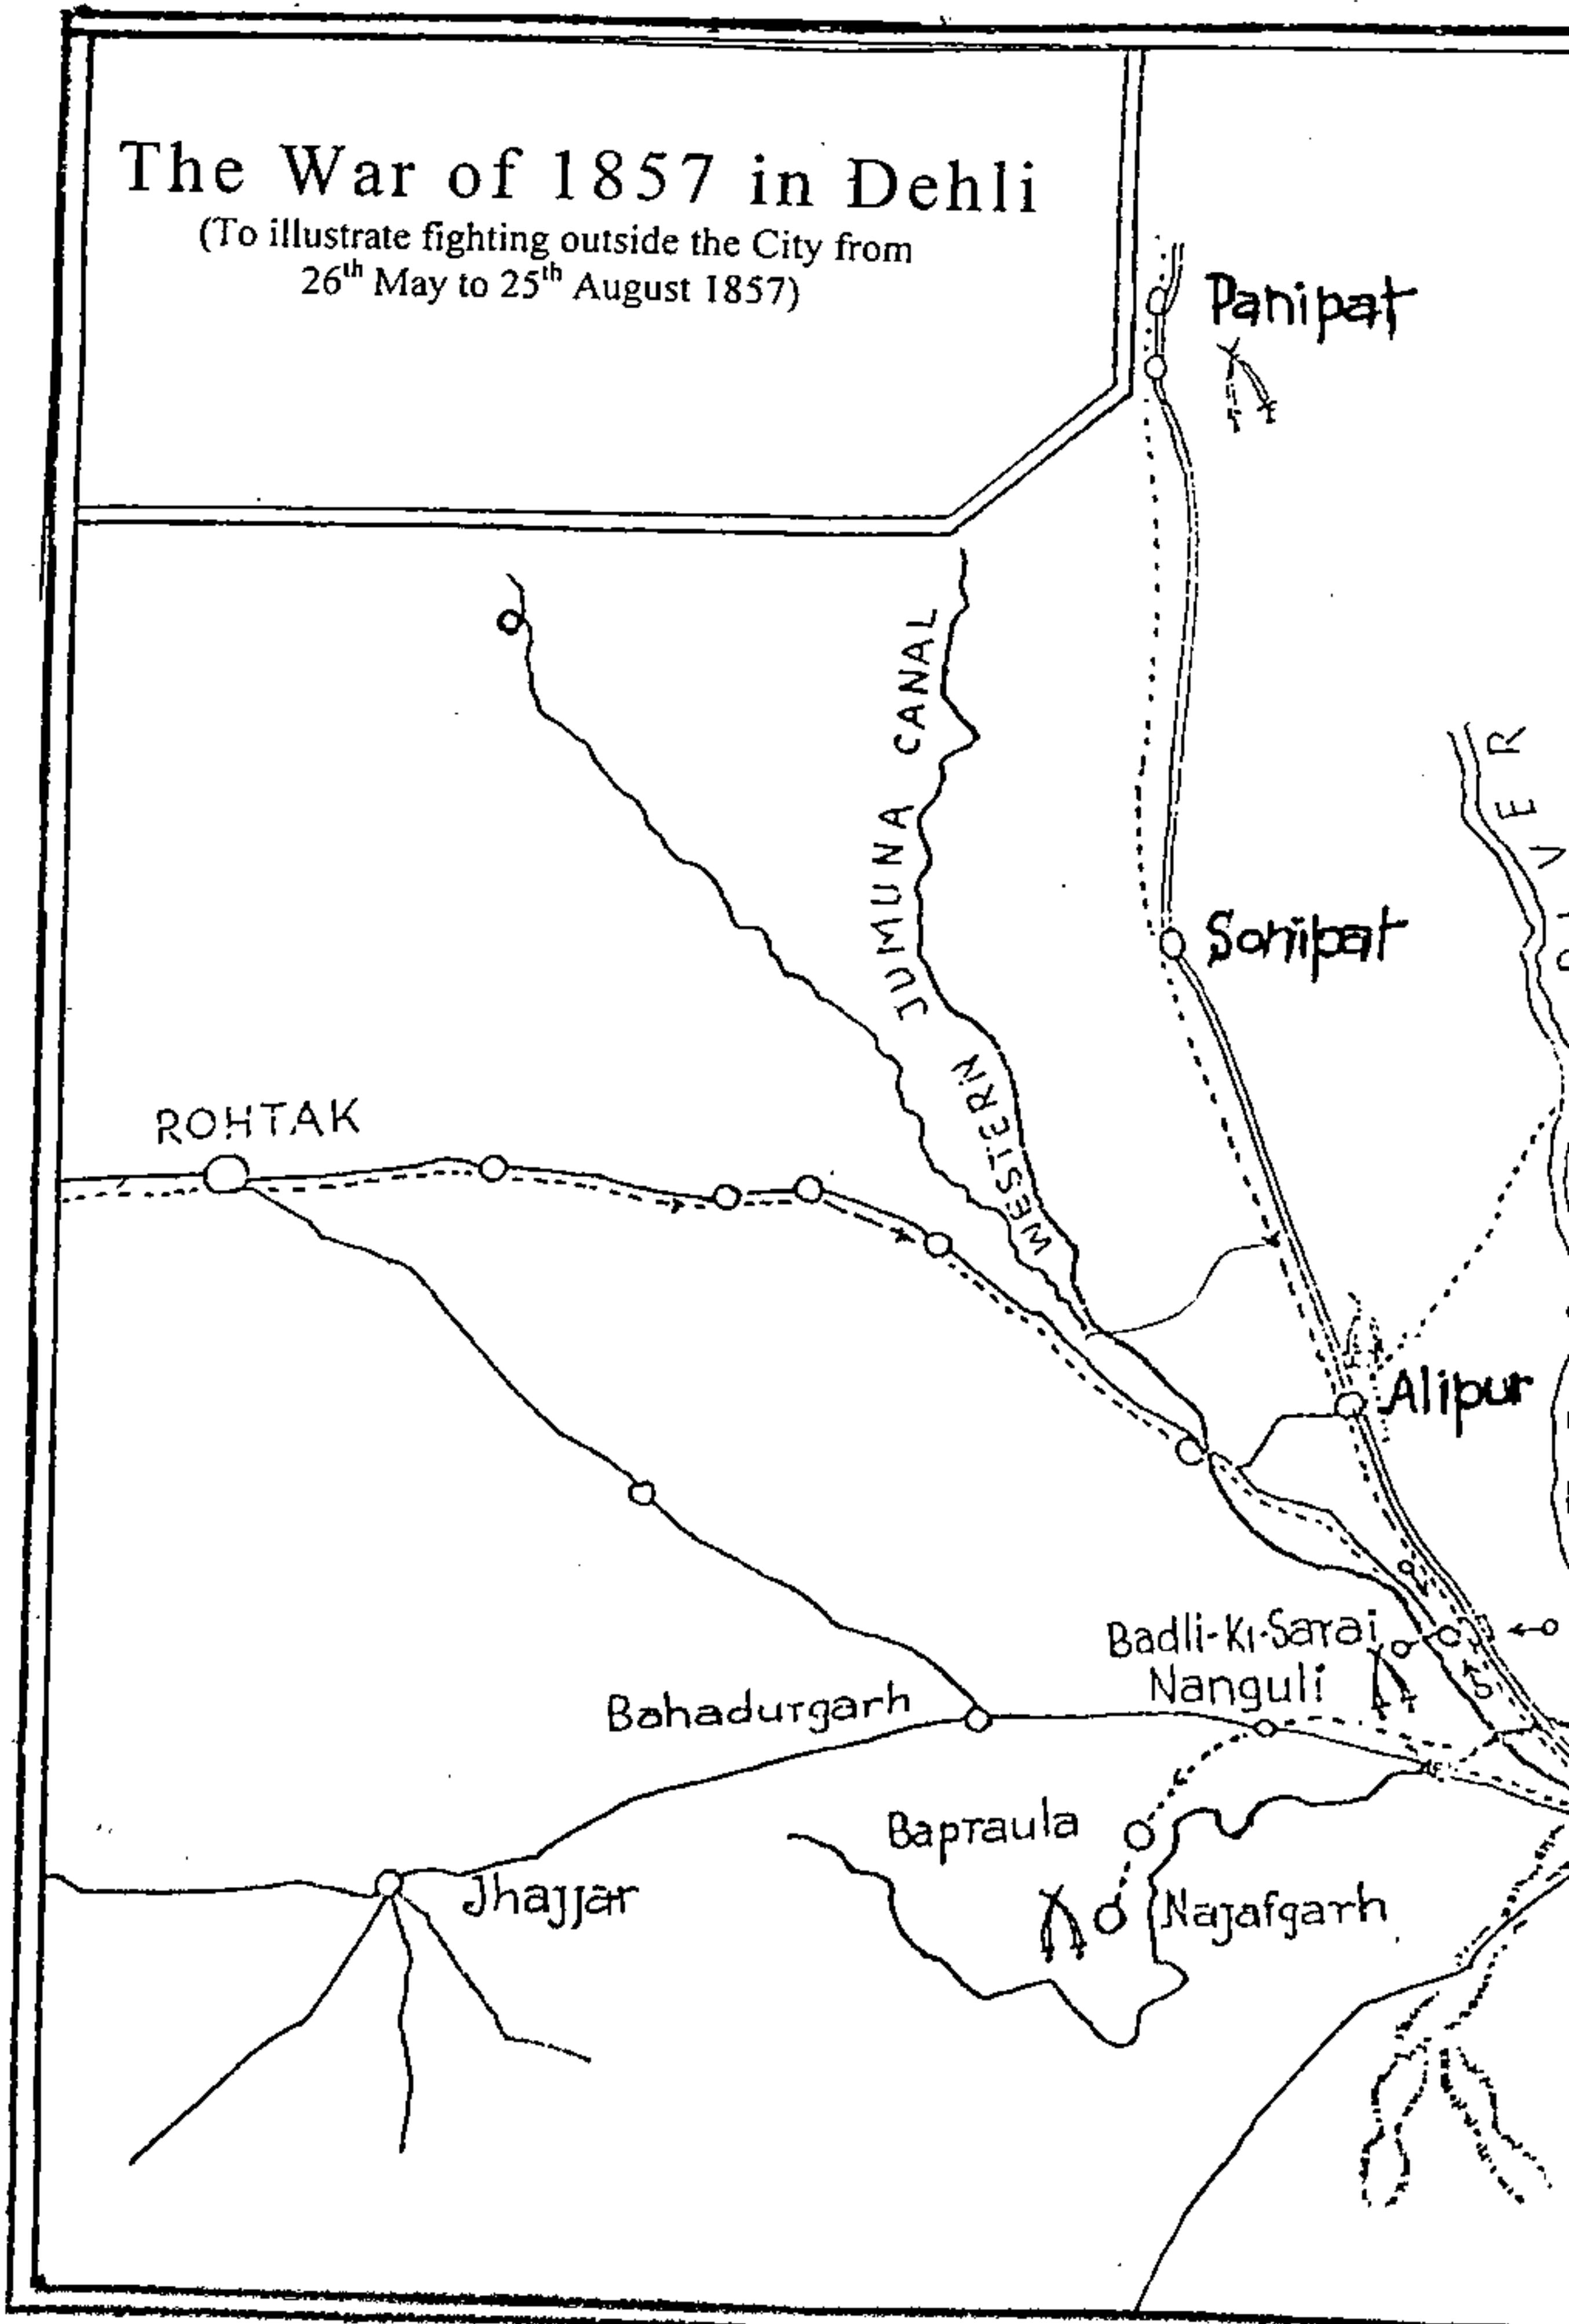 The War of 1857 in Dehli
(To illustrate fighting outside the City from
26th May to 25th August 1857)
Panipat
WESTERN JUMUNA CANAL
Sonipat
ROHTAK
Alipur
Badli-Ki-Sarai
Nanguli
Bahadurgarh
Bapraula
Jhajjar
Najafgarh